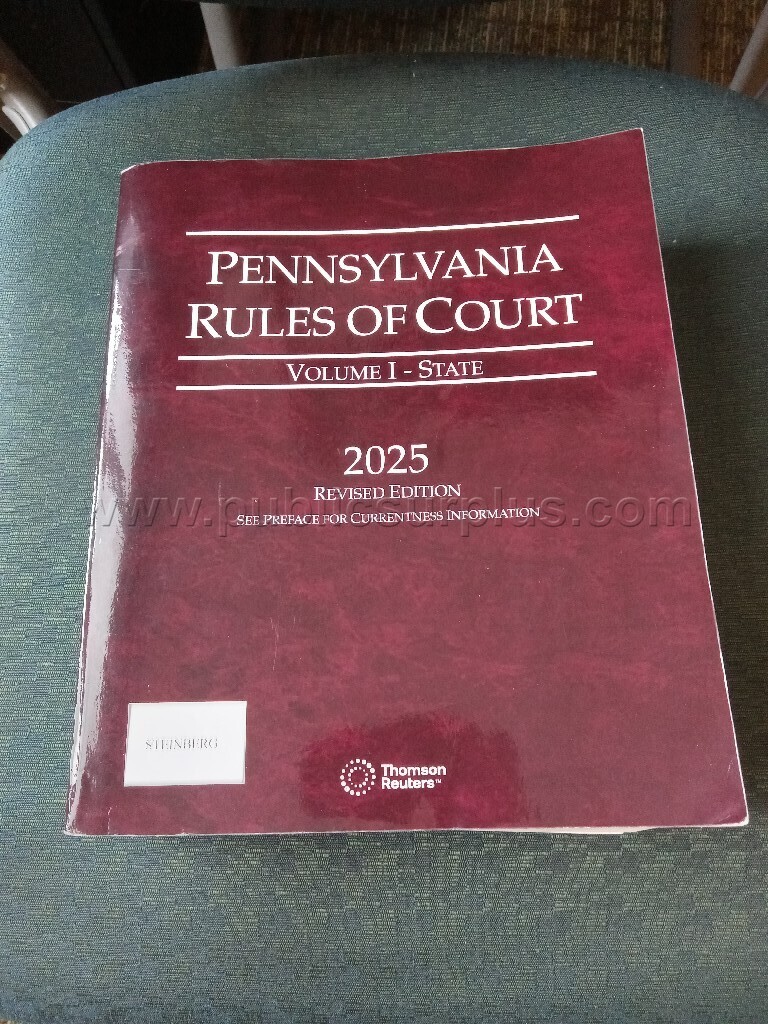 PENNSYLVANIA
RULES OF COURT
VOLUME I - STATE
2025
REVISED EDITION
www.publicsurplus.com
SEE PREFACE FOR CURRENTNESS INFORMATION
STEINBERG
Thomson
Reuters™